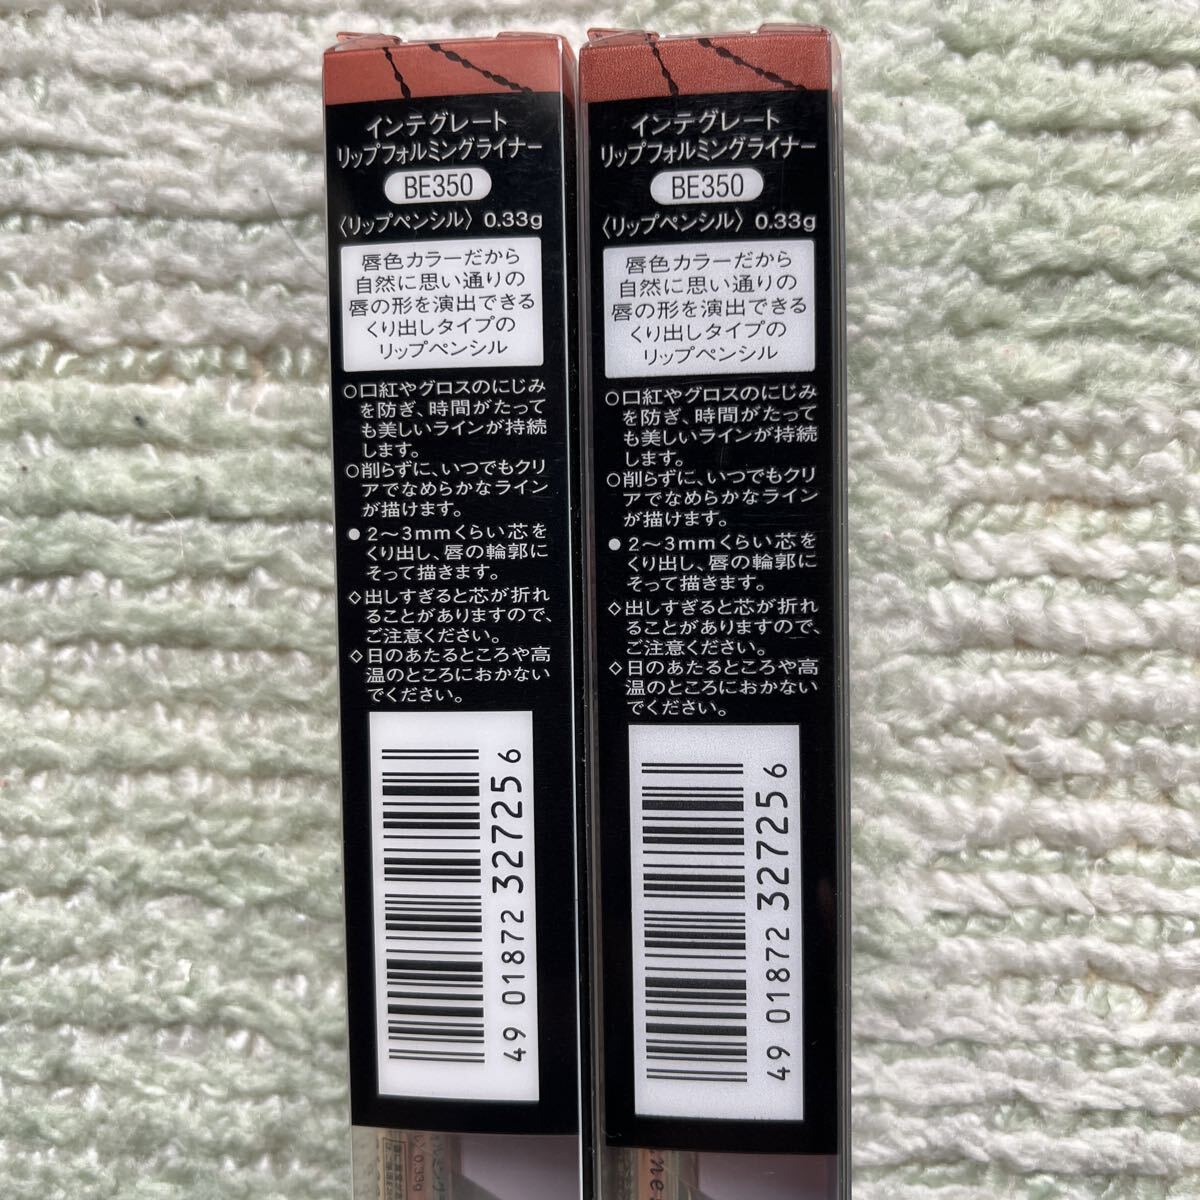 インテグレート
リップフォルミングライナー
BE350
〈リップペンシル〉 0.33g
唇色カラーだから
自然に思い通りの
唇の形を演出できる
くり出しタイプの
リップペンシル
○口紅やグロスのにじみ
を防ぎ、時間がたって
も美しいラインが持続
します。
○削らずに、いつでもクリ
アでなめらかなライン
が描けます。
●2〜3mmくらい芯を
くり出し、唇の輪郭に
そって描きます。
◇出しすぎると芯が折れ
ることがありますので、
ご注意ください。
◇日のあたるところや高
温のところにおかない
でください。
49 01872 327256
インテグレート
リップフォルミングライナー
BE350
〈リップペンシル〉 0.33g
唇色カラーだから
自然に思い通りの
唇の形を演出できる
くり出しタイプの
リップペンシル
○口紅やグロスのにじみ
を防ぎ、時間がたって
も美しいラインが持続
します。
○削らずに、いつでもクリ
アでなめらかなライン
が描けます。
●2〜3mmくらい芯を
くり出し、唇の輪郭に
そって描きます。
◇出しすぎると芯が折れ
ることがありますので、
ご注意ください。
◇日のあたるところや高
温のところにおかない
でください。
49 01872 327256
0.33g